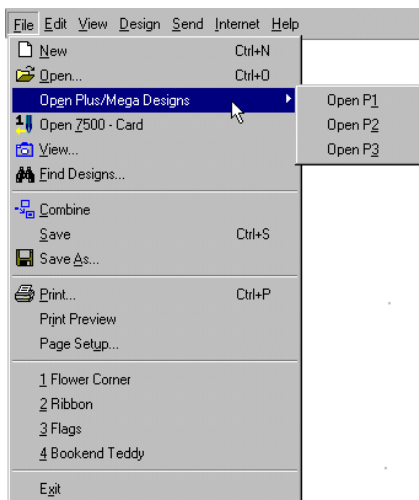 File Edit View Design Send Internet Help
New Ctrl+N
Open... Ctrl+O
Open Plus/Mega Designs
Open P1
Open 7500 - Card
Open P2
View...
Open P3
Find Designs...
Combine
Save Ctrl+S
Save As...
Print... Ctrl+P
Print Preview
Page Setup...
1 Flower Corner
2 Ribbon
3 Flags
4 Bookend Teddy
Exit